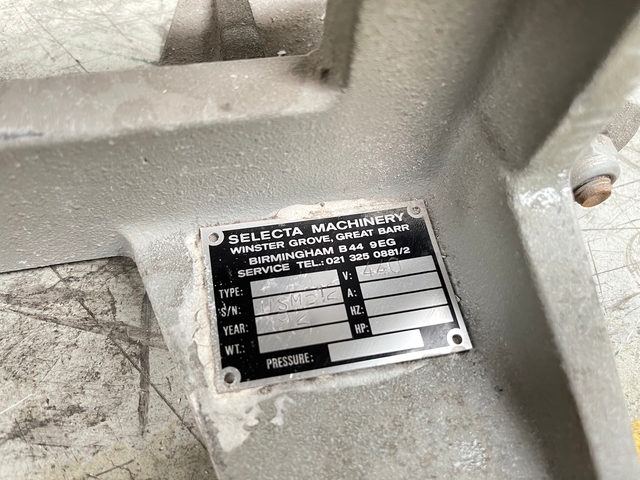 SELECTA MACHINERY
WINSTER GROVE, GREAT BARR
BIRMINGHAM B44 9EG
SERVICE TEL.: 021 325 0881/2
TYPE: V: 440
S/N: A:
YEAR: HZ:
WT.: HP:
PRESSURE: